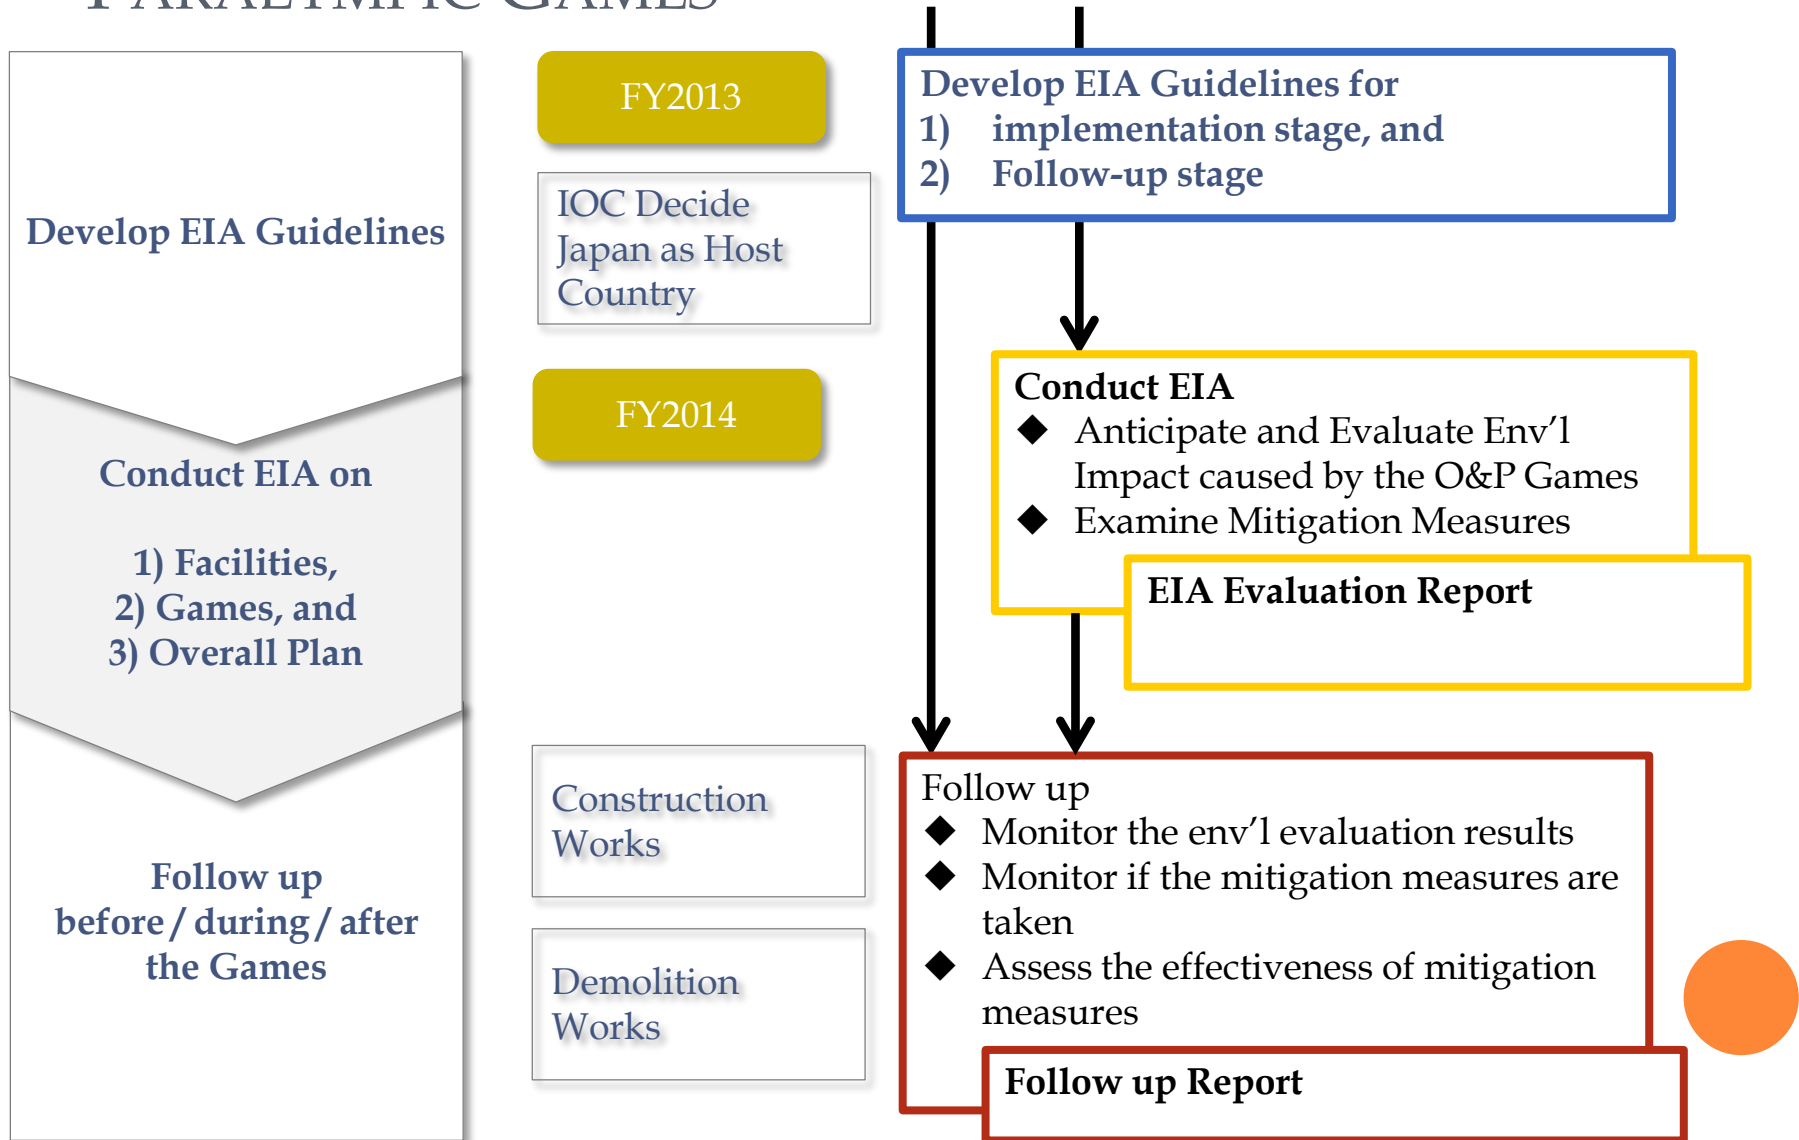 PARALYMPIC GAMES
Develop EIA Guidelines
Conduct EIA on
1) Facilities,
2) Games, and
3) Overall Plan
Follow up
before / during / after
the Games
FY2013
IOC Decide
Japan as Host
Country
FY2014
Construction
Works
Demolition
Works
Develop EIA Guidelines for
1) implementation stage, and
2) Follow-up stage
Conduct EIA
◆ Anticipate and Evaluate Env’l
Impact caused by the O&P Games
◆ Examine Mitigation Measures
EIA Evaluation Report
Follow up
◆ Monitor the env’l evaluation results
◆ Monitor if the mitigation measures are
taken
◆ Assess the effectiveness of mitigation
measures
Follow up Report